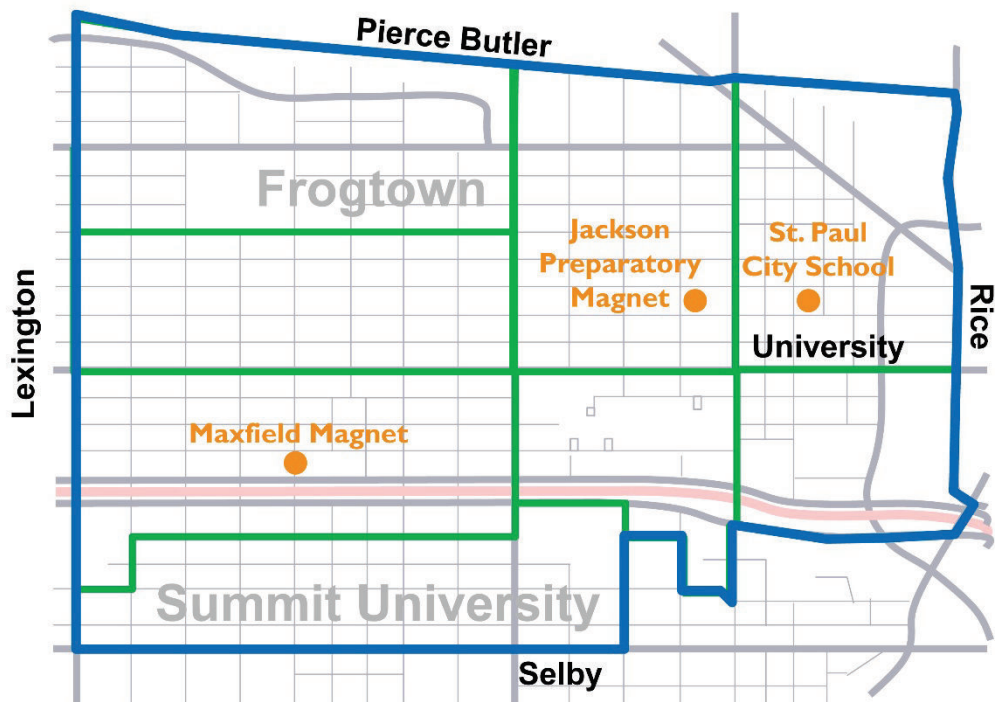 Pierce Butler
Frogtown
Jackson
Preparatory
Magnet
St. Paul
City School
Lexington
Rice
University
Maxfield Magnet
Summit University
Selby